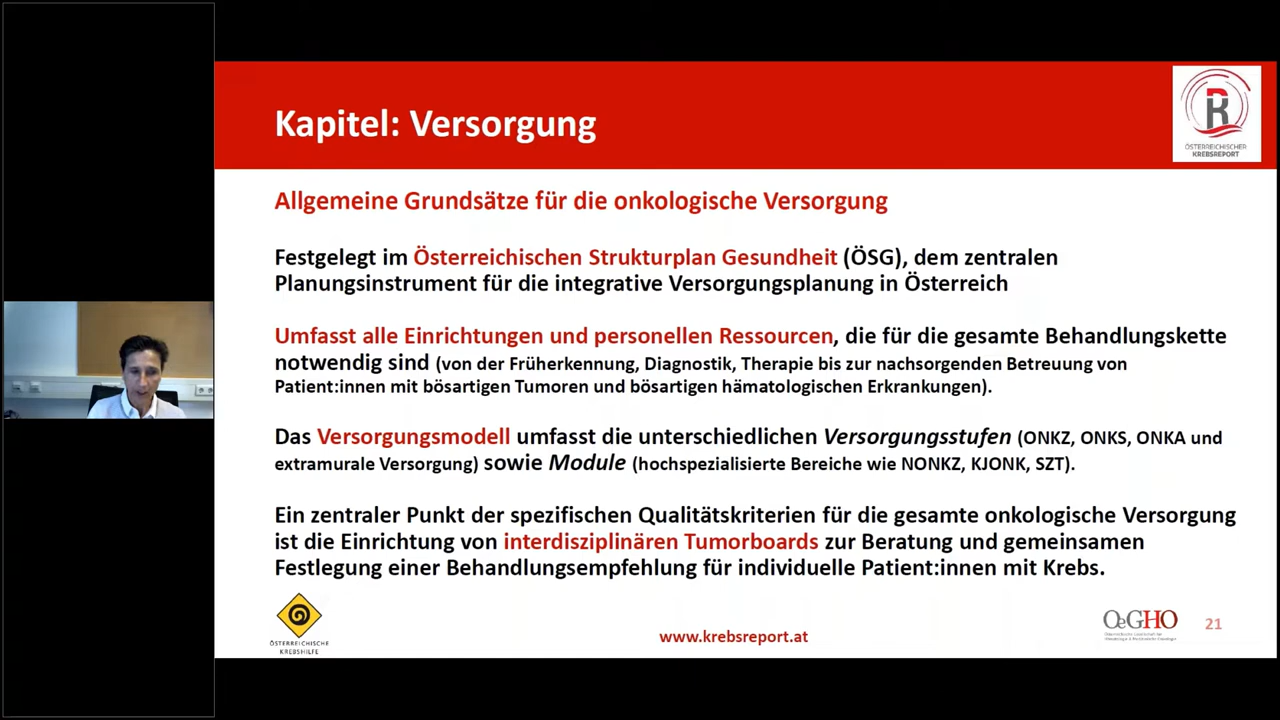 Kapitel: Versorgung
ÖSTERREICHISCHER
KREBSREPORT
Allgemeine Grundsätze für die onkologische Versorgung
Festgelegt im Österreichischen Strukturplan Gesundheit (ÖSG), dem zentralen
Planungsinstrument für die integrative Versorgungsplanung in Österreich
Umfasst alle Einrichtungen und personellen Ressourcen, die für die gesamte Behandlungskette
notwendig sind (von der Früherkennung, Diagnostik, Therapie bis zur nachsorgenden Betreuung von
Patient:innen mit bösartigen Tumoren und bösartigen hämatologischen Erkrankungen).
Das Versorgungsmodell umfasst die unterschiedlichen Versorgungsstufen (ONKZ, ONKS, ONKA und
extramurale Versorgung) sowie Module (hochspezialisierte Bereiche wie NONKZ, KJONK, SZT).
Ein zentraler Punkt der spezifischen Qualitätskriterien für die gesamte onkologische Versorgung
ist die Einrichtung von interdisziplinären Tumorboards zur Beratung und gemeinsamen
Festlegung einer Behandlungsempfehlung für individuelle Patient:innen mit Krebs.
ÖSTERREICHISCHE
KREBSHILFE
www.krebsreport.at
OeGHO
21